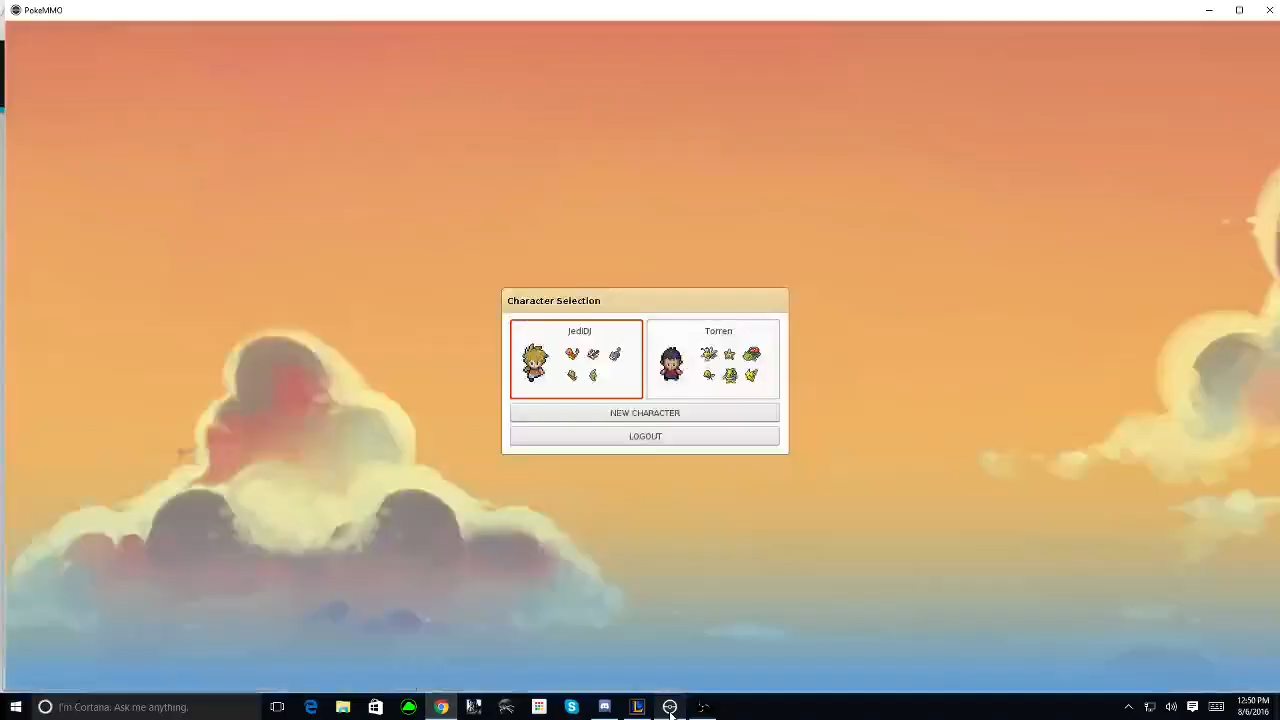 PokeMMO
Character Selection
JediDJ
Torren
NEW CHARACTER
LOGOUT
I'm Cortana: Ask me anything.
12:50 PM
8/6/2016